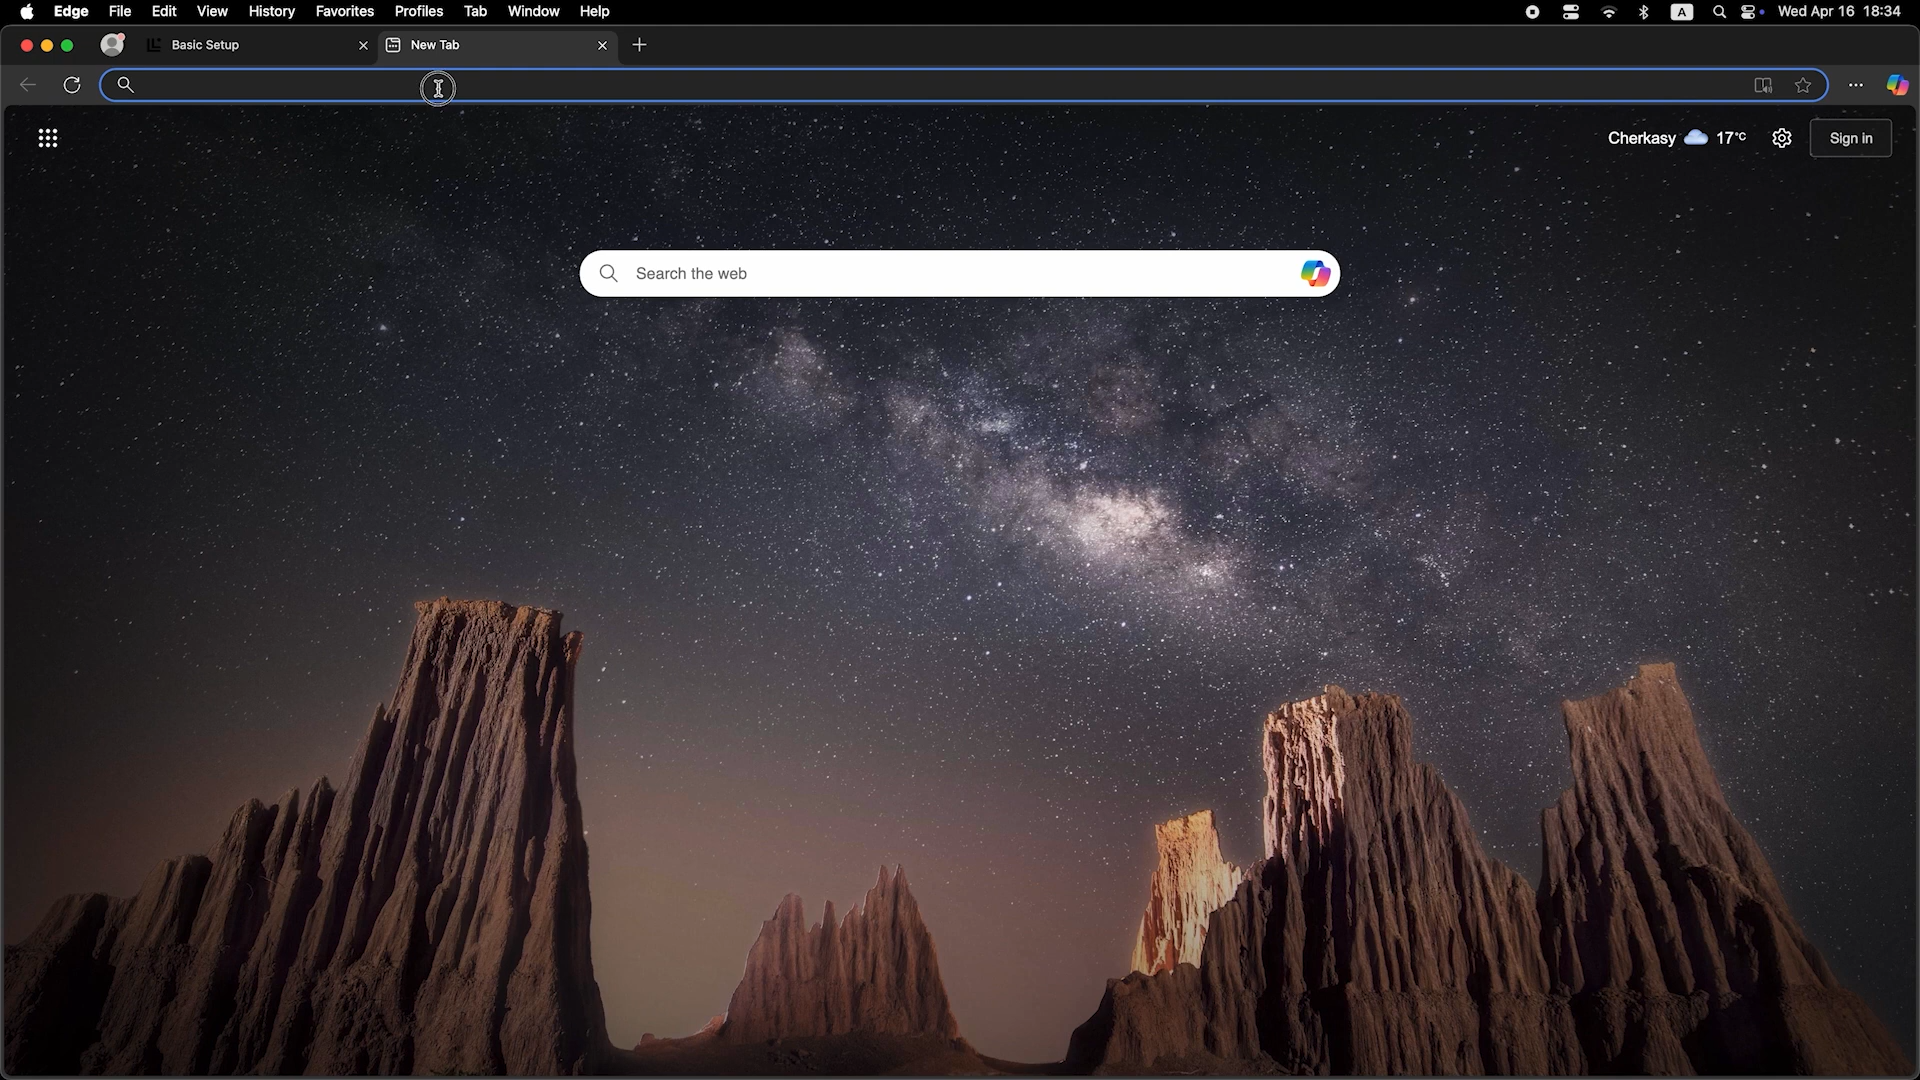 Edge File Edit View History Favorites Profiles Tab Window Help A Wed Apr 16 18:34
Basic Setup New Tab
Cherkasy 17°C Sign in
Search the web